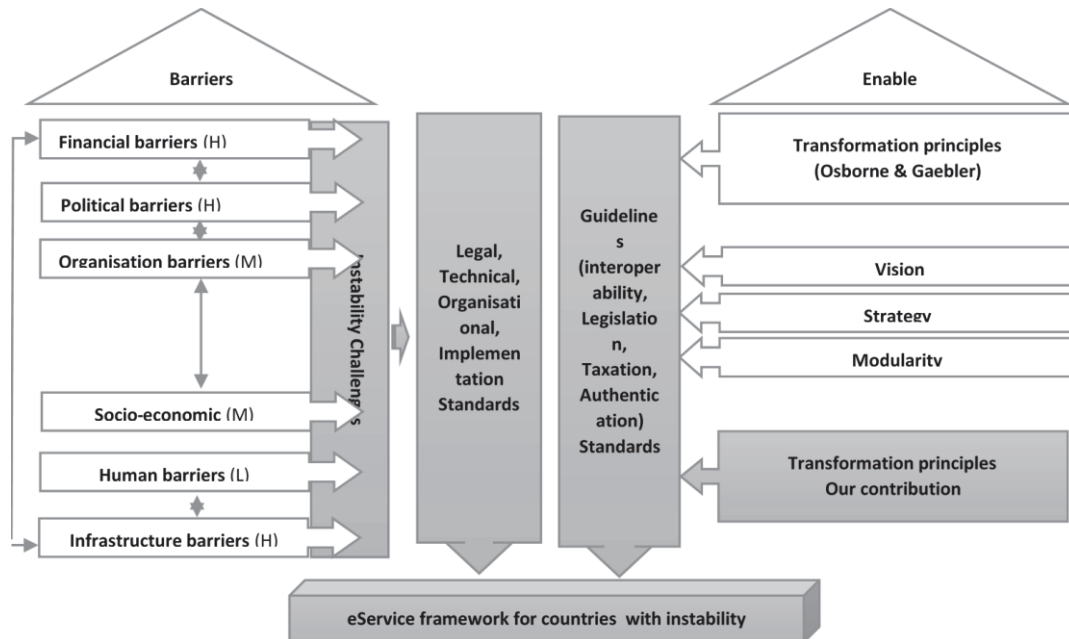 Barriers
Financial barriers (H)
Political barriers (H)
Organisation barriers (M)
Socio-economic (M)
Human barriers (L)
Infrastructure barriers (H)
Instability Challenges
Legal,
Technical,
Organisati
onal,
Implemen
tation
Standards
Guideline
s
(interoper
ability,
Legislatio
n,
Taxation,
Authentic
ation)
Standards
Enable
Transformation principles
(Osborne & Gaebler)
Vision
Strategy
Modularity
Transformation principles
Our contribution
eService framework for countries with instability